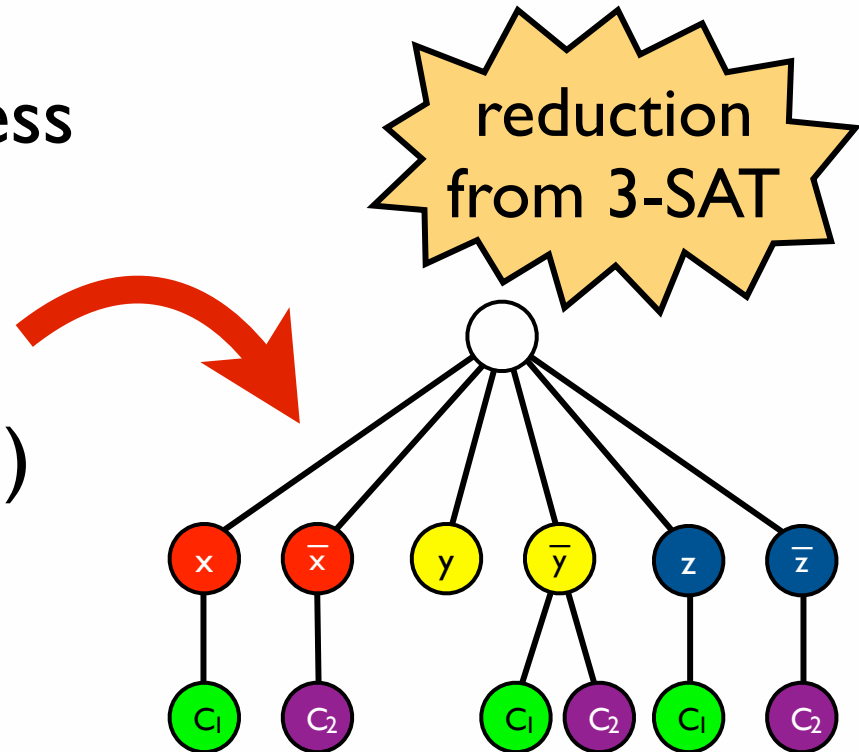 ess
reduction
from 3-SAT
)
x x̅ y y̅ z z̅
C₁ C₂ C₁ C₂ C₁ C₂